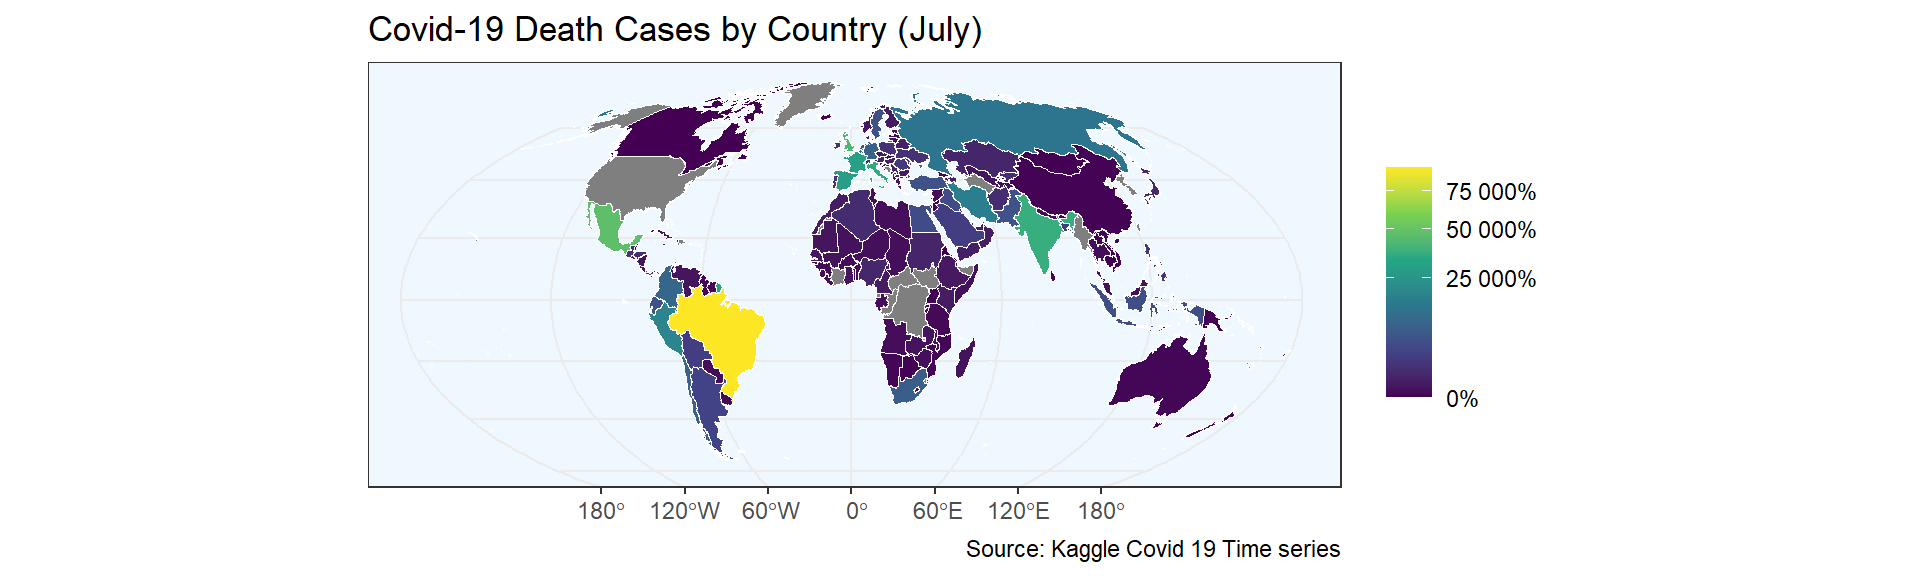 Covid-19 Death Cases by Country (July)
75 000%
50 000%
25 000%
0%
180° 120°W 60°W 0° 60°E 120°E 180°
Source: Kaggle Covid 19 Time series